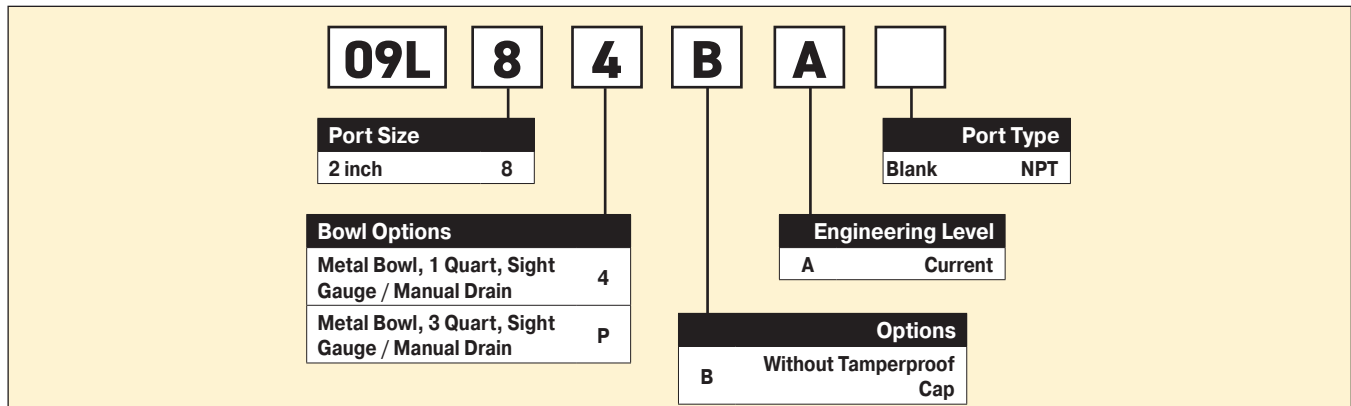 09L 8 4 B A
Port Size
2 inch 8
Port Type
Blank NPT
Bowl Options
Metal Bowl, 1 Quart, Sight
Gauge / Manual Drain
4
Metal Bowl, 3 Quart, Sight
Gauge / Manual Drain
P
Engineering Level
A Current
Options
B
Without Tamperproof
Cap